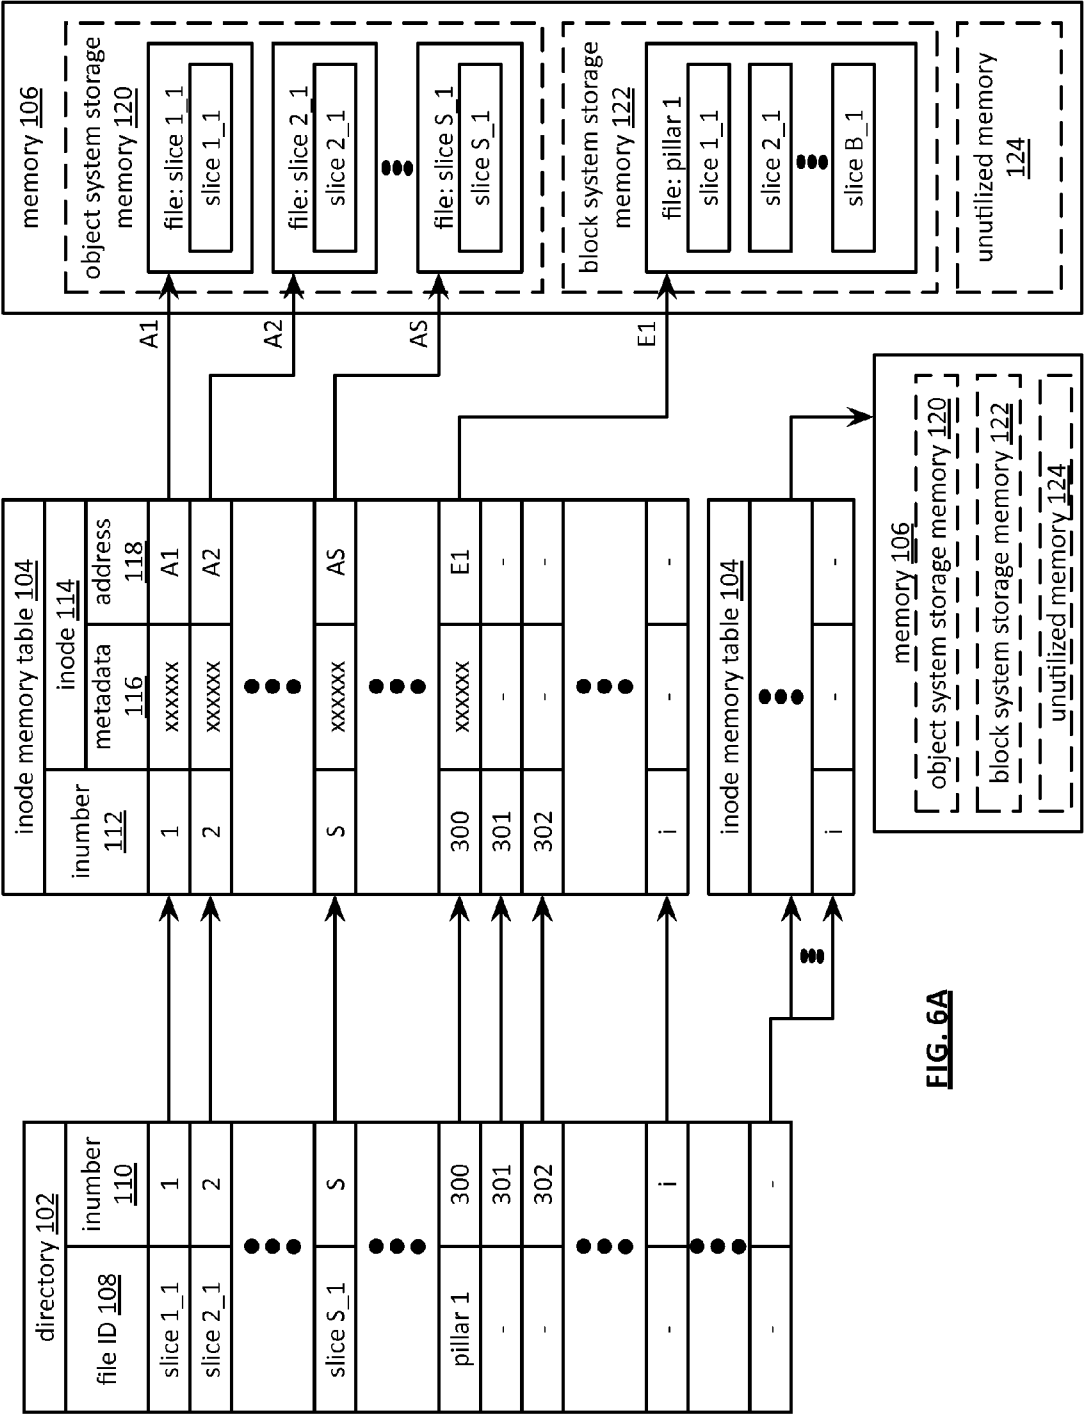 directory 102
file ID 108
inumber 110
slice 1_1
1
slice 2_1
2
slice S_1
S
pillar 1
300
-
301
-
302
-
i
-
-
inode memory table 104
inumber
112
inode 114
metadata
116
address
118
1
xxxxxx
A1
2
xxxxxx
A2
S
xxxxxx
AS
300
xxxxxx
E1
301
-
-
302
-
-
i
-
-
inode memory table 104
i
-
-
A1
A2
AS
E1
memory 106
object system storage
memory 120
file: slice 1_1
slice 1_1
file: slice 2_1
slice 2_1
file: slice S_1
slice S_1
block system storage
memory 122
file: pillar 1
slice 1_1
slice 2_1
slice B_1
unutilized memory
124
memory 106
object system storage memory 120
block system storage memory 122
unutilized memory 124
FIG. 6A